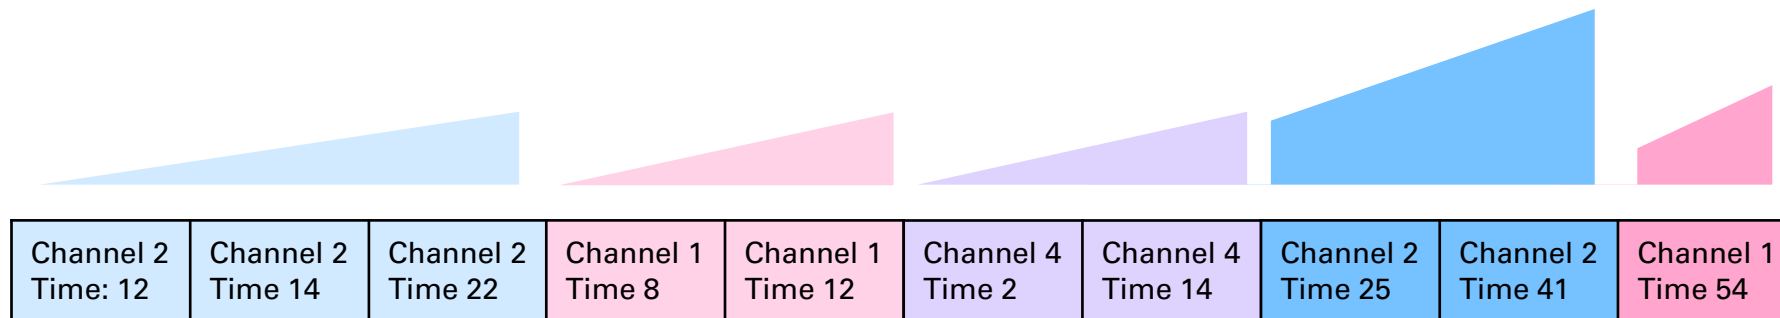 Channel 2
Time: 12
Channel 2
Time 14
Channel 2
Time 22
Channel 1
Time 8
Channel 1
Time 12
Channel 4
Time 2
Channel 4
Time 14
Channel 2
Time 25
Channel 2
Time 41
Channel 1
Time 54